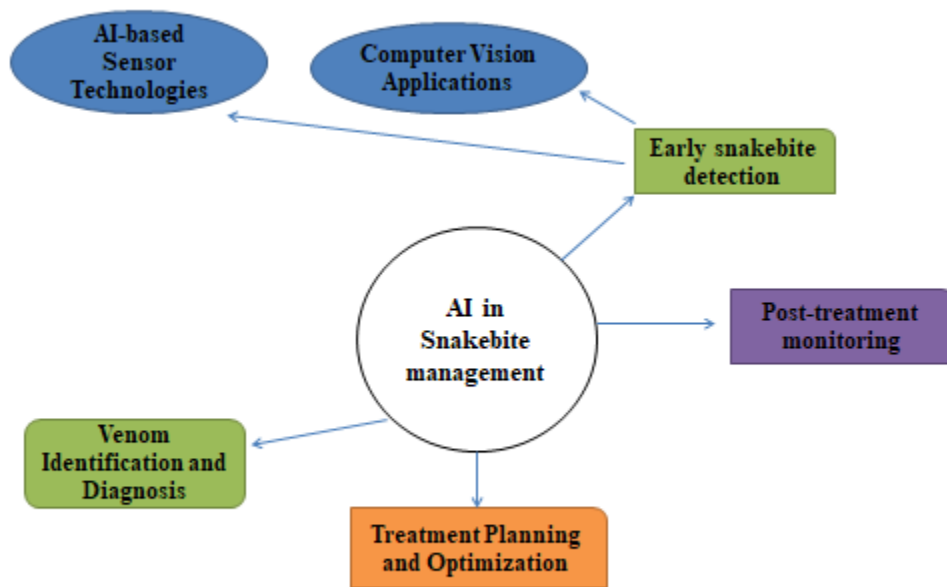 AI-based
Sensor
Technologies
Computer Vision
Applications
Early snakebite
detection
AI in
Snakebite
management
Post-treatment
monitoring
Venom
Identification and
Diagnosis
Treatment Planning
and Optimization